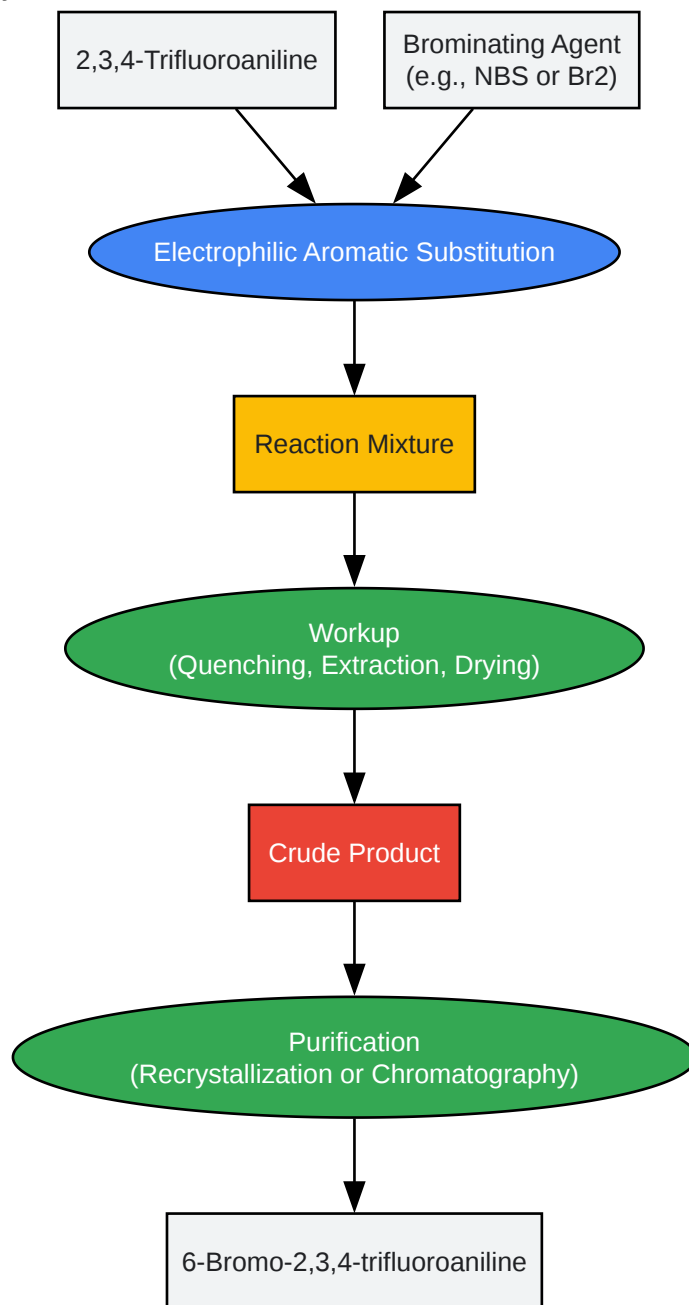 2,3,4-Trifluoroaniline
Brominating Agent
(e.g., NBS or Br2)
Electrophilic Aromatic Substitution
Reaction Mixture
Workup
(Quenching, Extraction, Drying)
Crude Product
Purification
(Recrystallization or Chromatography)
6-Bromo-2,3,4-trifluoroaniline